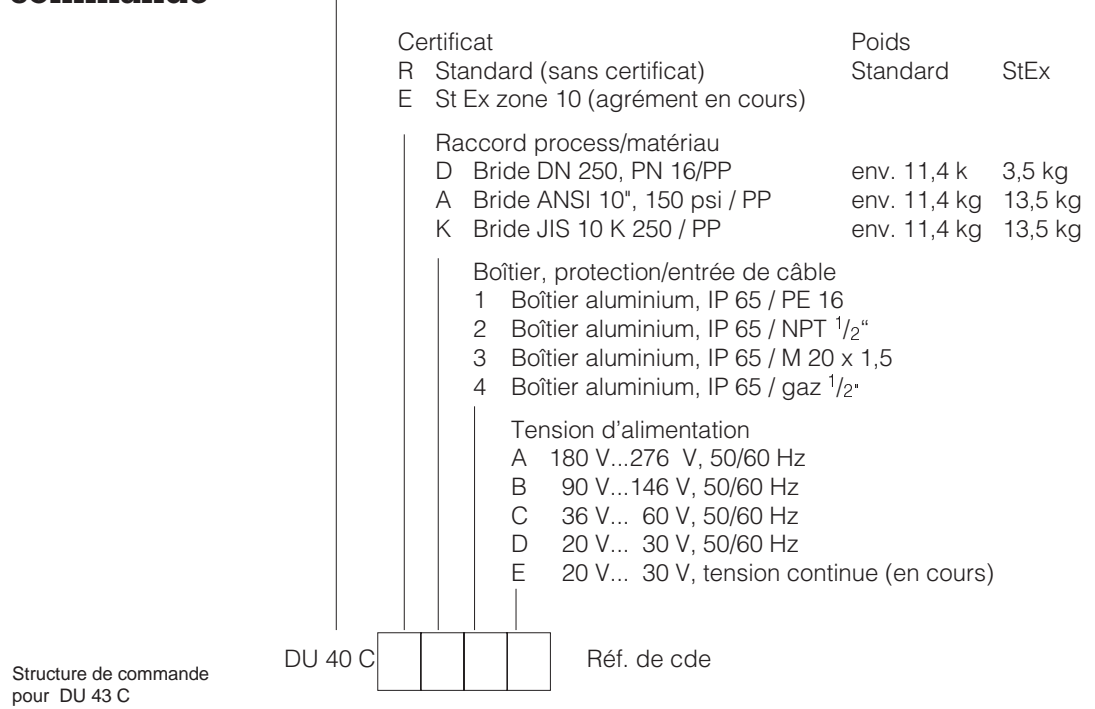 commande
Certificat Poids
R Standard (sans certificat) Standard StEx
E St Ex zone 10 (agrément en cours)
Raccord process/matériau
D Bride DN 250, PN 16/PP env. 11,4 k 3,5 kg
A Bride ANSI 10", 150 psi / PP env. 11,4 kg 13,5 kg
K Bride JIS 10 K 250 / PP env. 11,4 kg 13,5 kg
Boîtier, protection/entrée de câble
1 Boîtier aluminium, IP 65 / PE 16
2 Boîtier aluminium, IP 65 / NPT 1/2“
3 Boîtier aluminium, IP 65 / M 20 x 1,5
4 Boîtier aluminium, IP 65 / gaz 1/2"
Tension d’alimentation
A 180 V...276 V, 50/60 Hz
B 90 V...146 V, 50/60 Hz
C 36 V... 60 V, 50/60 Hz
D 20 V... 30 V, 50/60 Hz
E 20 V... 30 V, tension continue (en cours)
DU 40 C Réf. de cde
Structure de commande
pour DU 43 C